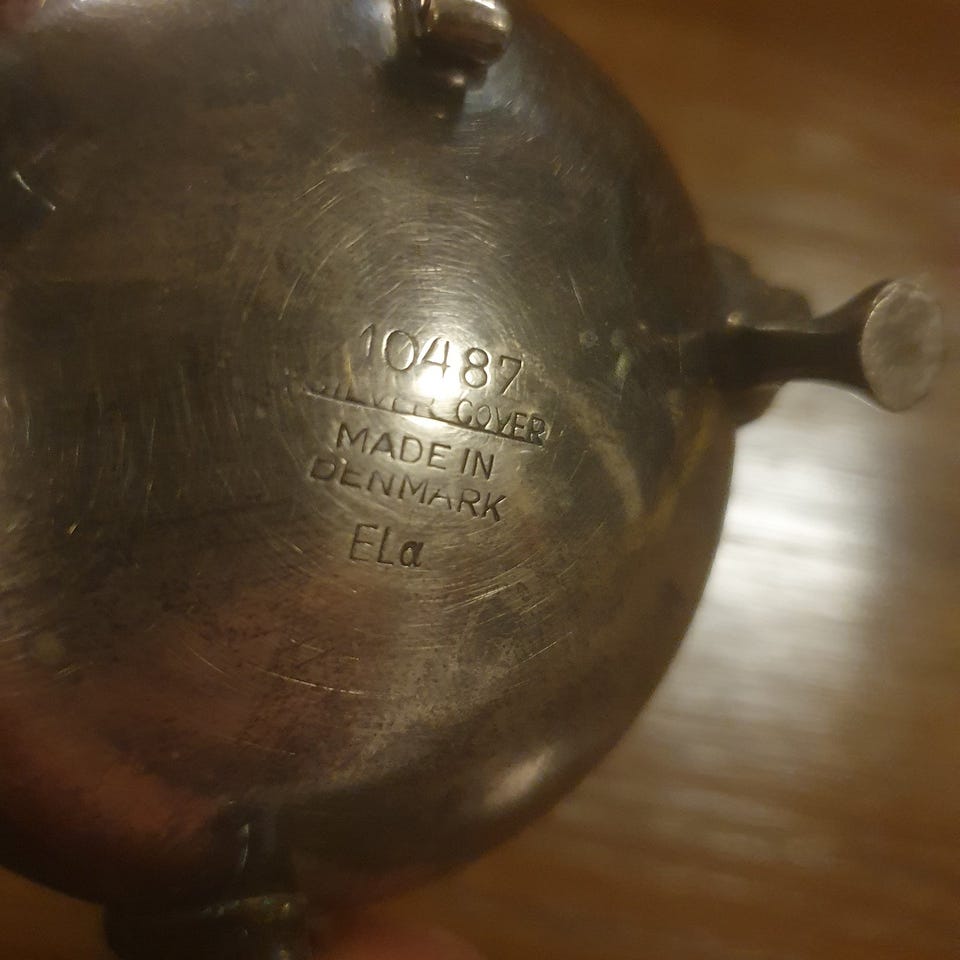 10487
SILVER COVER
MADE IN
DENMARK
ELa